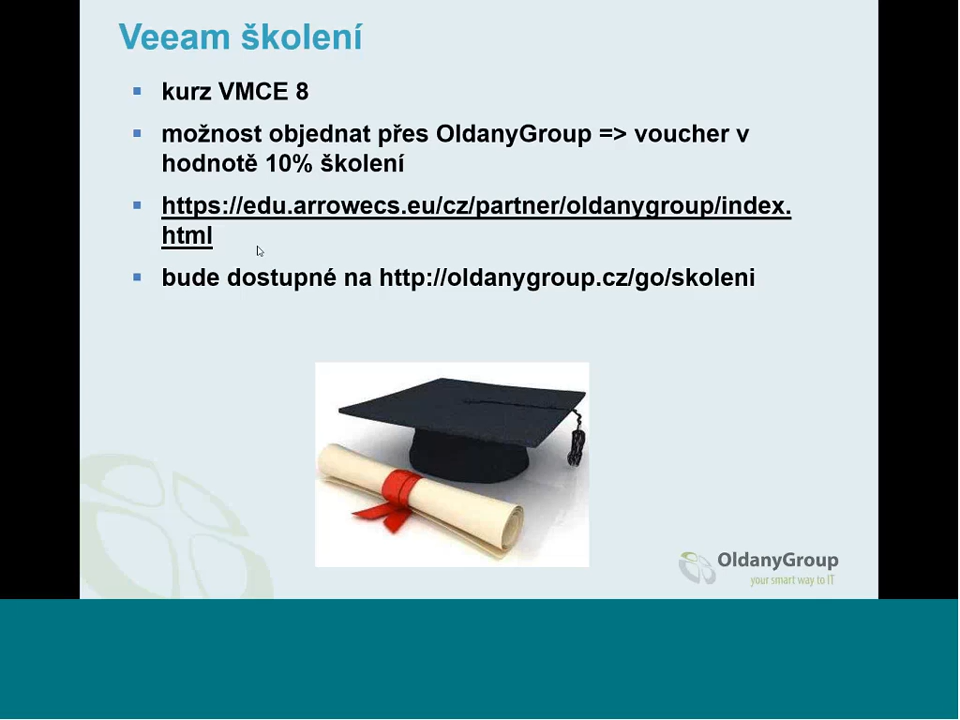 Veeam školení
kurz VMCE 8
možnost objednat přes OldanyGroup => voucher v
hodnotě 10% školení
https://edu.arrowecs.eu/cz/partner/oldanygroup/index.
html
bude dostupné na http://oldanygroup.cz/go/skoleni
OldanyGroup
your smart way to IT